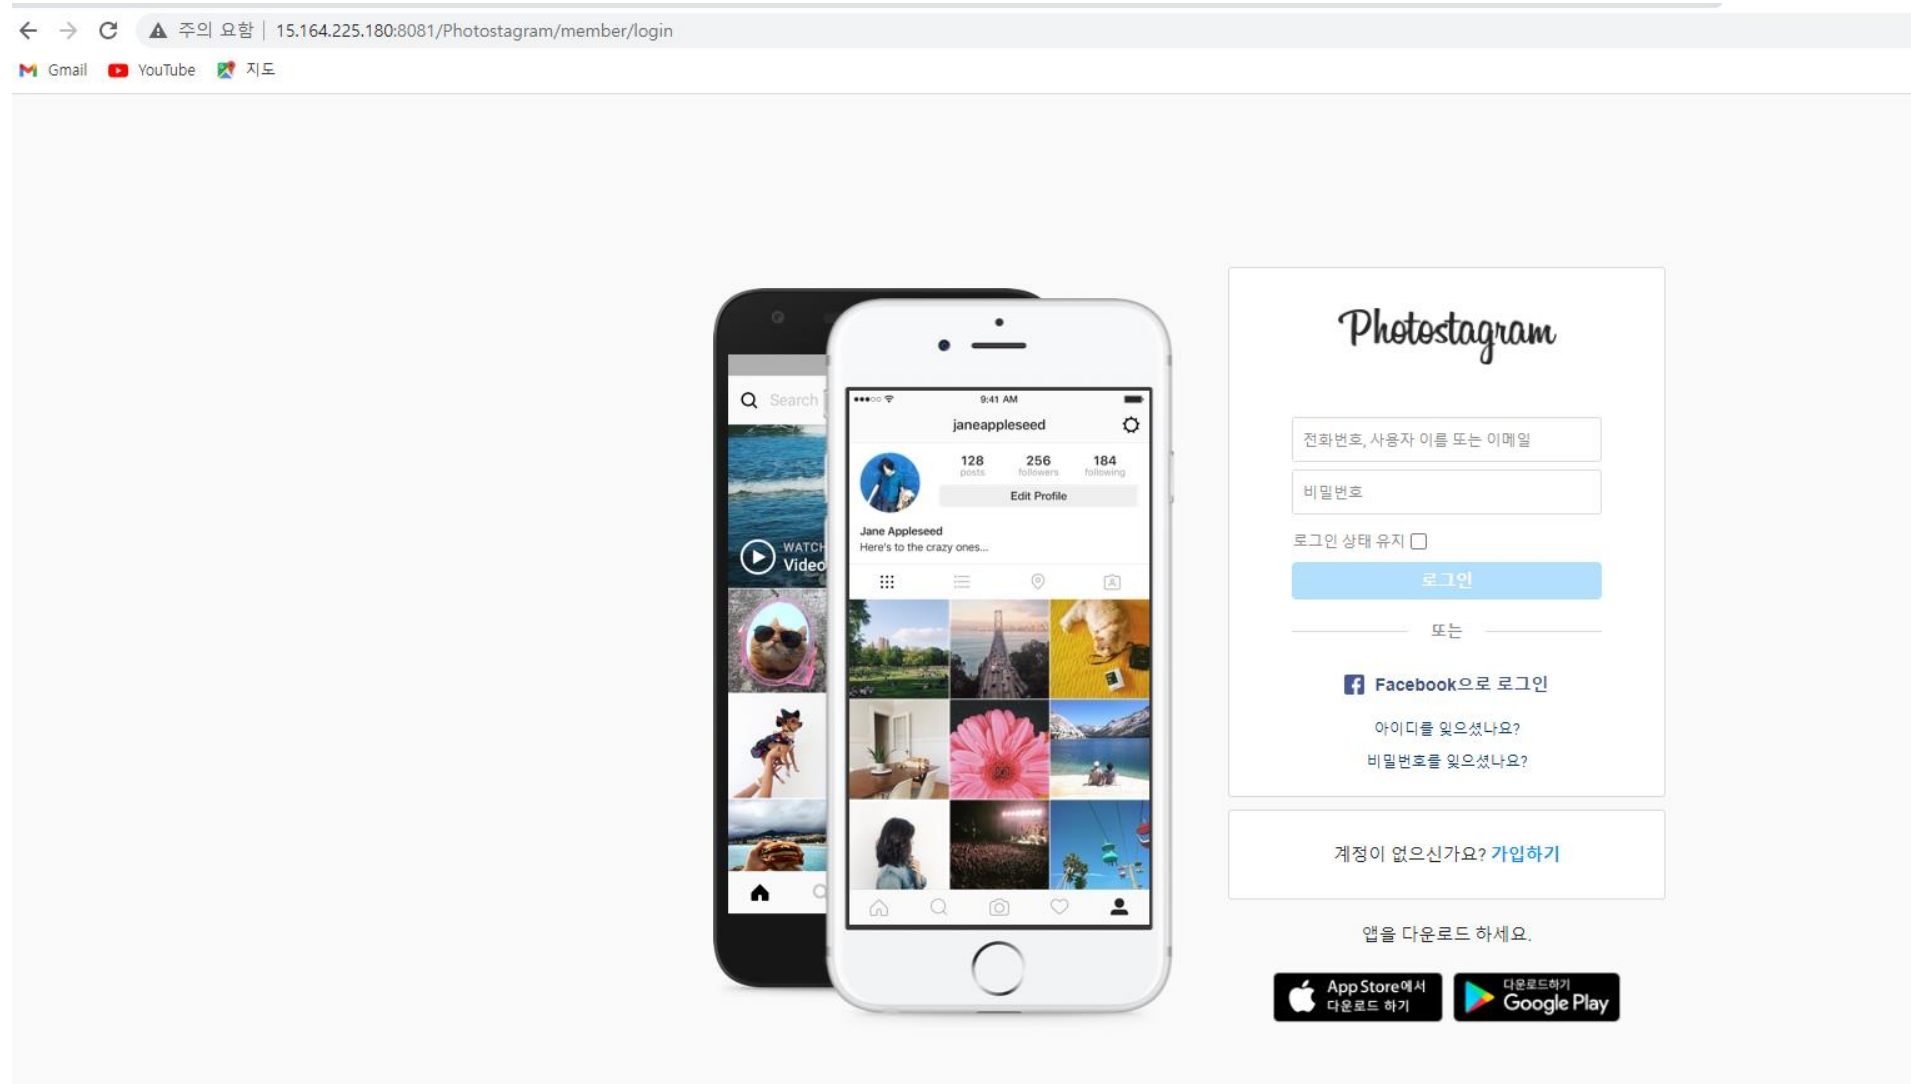 주의 요함 | 15.164.225.180:8081/Photostagram/member/login
Gmail YouTube 지도
Photostagram
전화번호, 사용자 이름 또는 이메일
비밀번호
로그인 상태 유지
로그인
또는
Facebook으로 로그인
아이디를 잊으셨나요?
비밀번호를 잊으셨나요?
계정이 없으신가요? 가입하기
앱을 다운로드 하세요.
App Store에서
다운로드 하기
다운로드하기
Google Play
Search
WATCH
Video
9:41 AM
janeappleseed
128 256 184
posts followers following
Edit Profile
Jane Appleseed
Here's to the crazy ones...